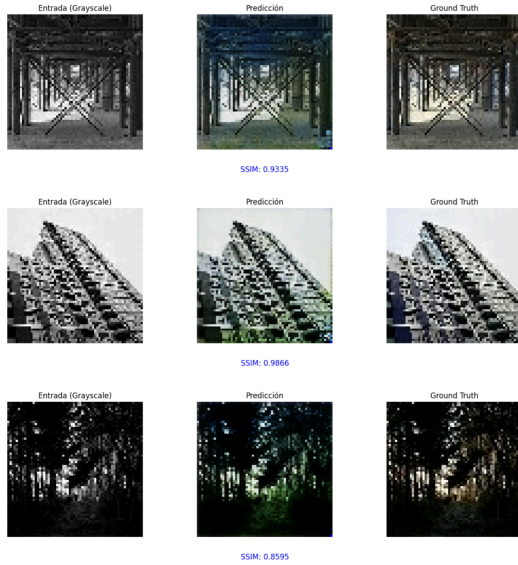 Entrada (Grayscale) Predicción Ground Truth
SSIM: 0.9335
Entrada (Grayscale) Predicción Ground Truth
SSIM: 0.9866
Entrada (Grayscale) Predicción Ground Truth
SSIM: 0.8595